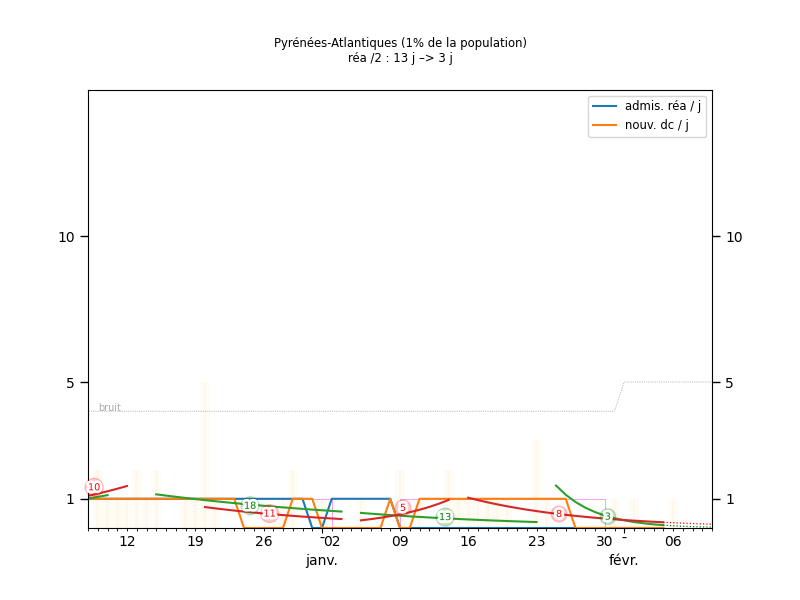 Pyrénées-Atlantiques (1% de la population)
réa /2 : 13 j –> 3 j
admis. réa / j
nouv. dc / j
10 10
5 5
bruit
10
1 1
18
11
5
13
8
3
12 19 26 02 09 16 23 30 06
janv. févr.